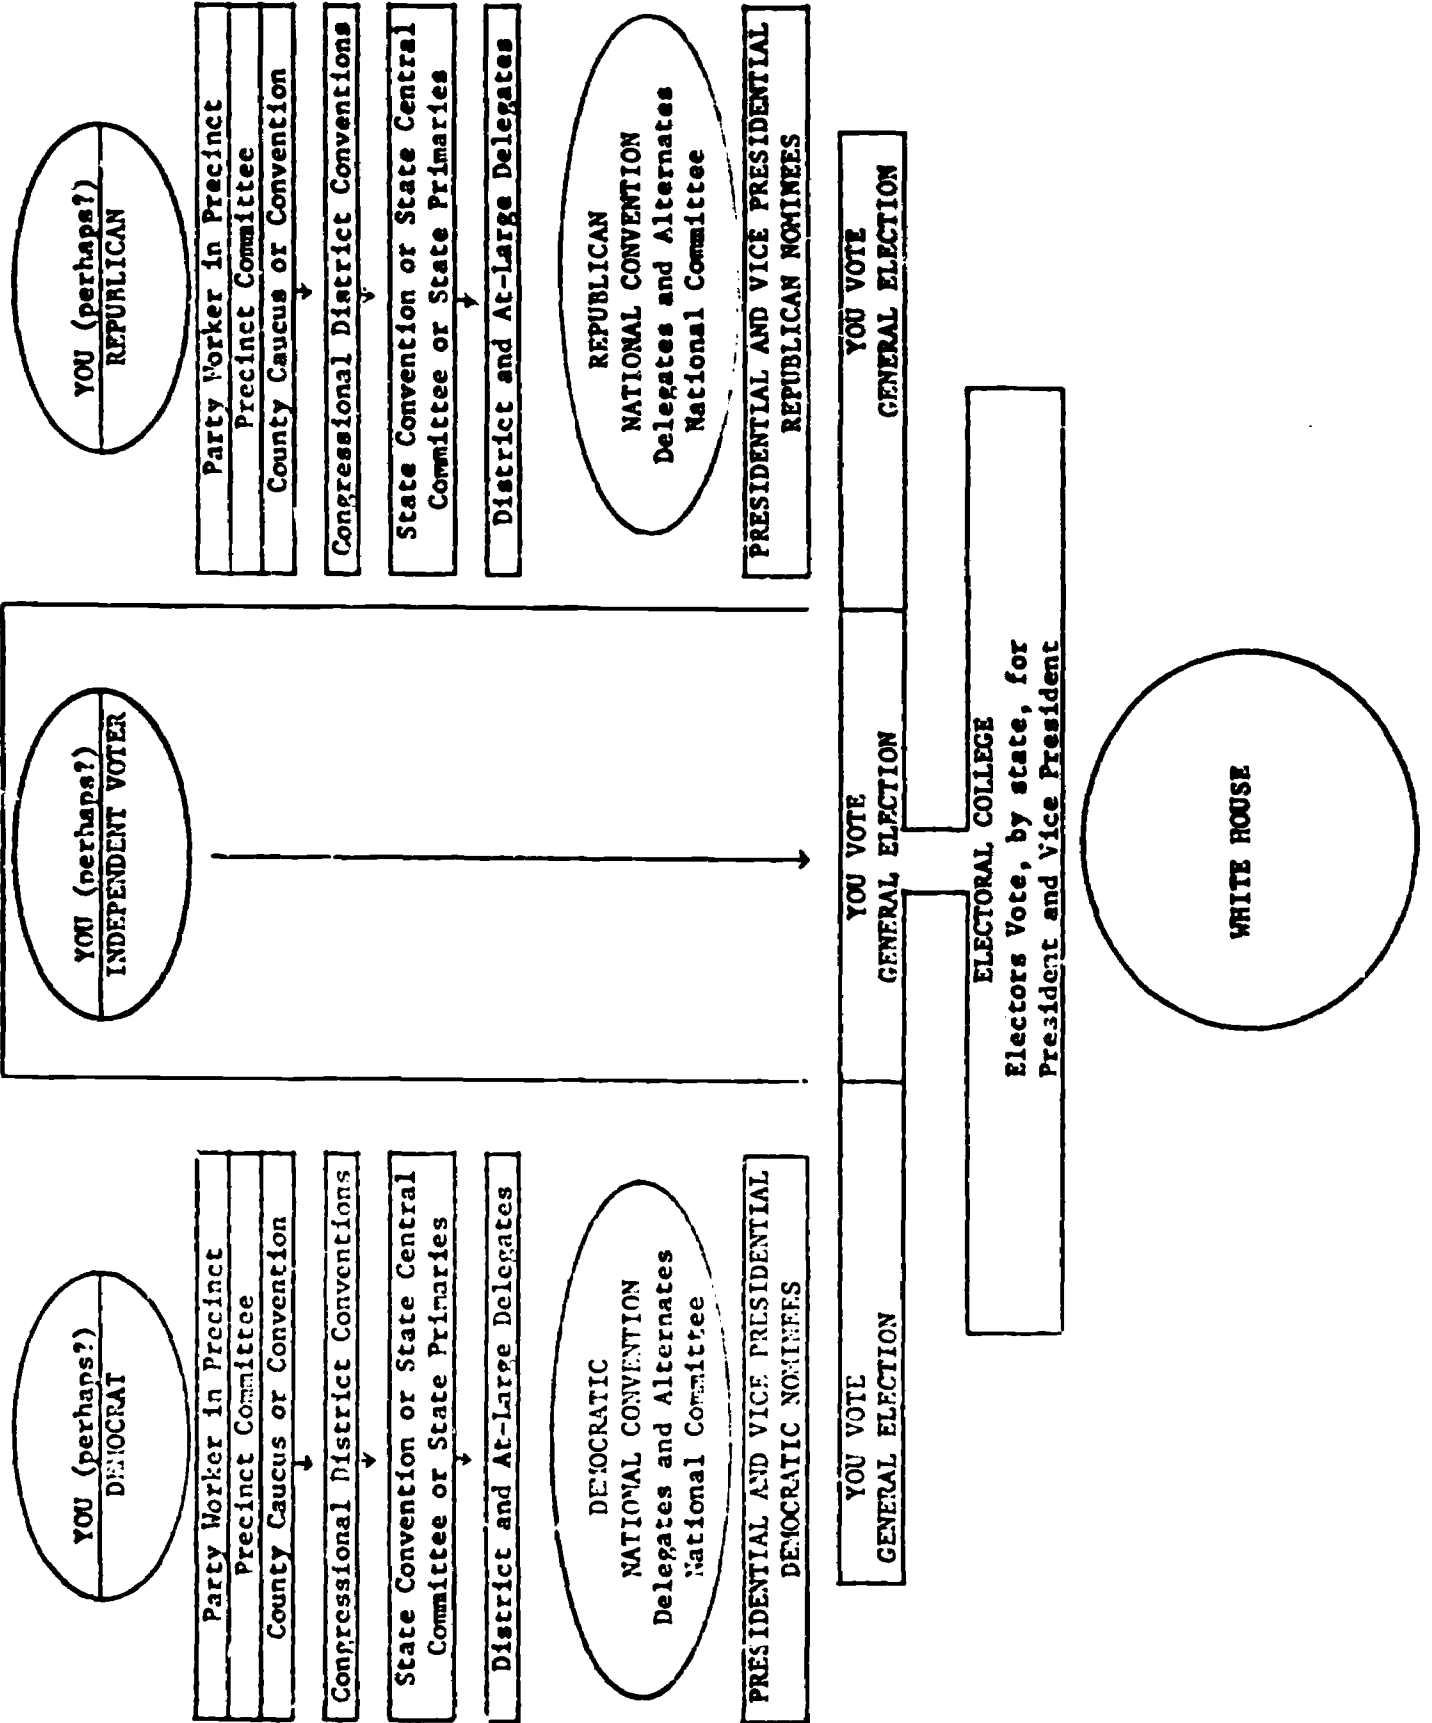 YOU (perhaps?)
DEMOCRAT
Party Worker in Precinct
Precinct Committee
County Caucus or Convention
Congressional District Conventions
State Convention or State Central
Committee or State Primaries
District and At-Large Delegates
DEMOCRATIC
NATIONAL CONVENTION
Delegates and Alternates
National Committee
PRESIDENTIAL AND VICE PRESIDENTIAL
DEMOCRATIC NOMINEES
YOU VOTE
GENERAL ELECTION
YOU (perhaps?)
INDEPENDENT VOTER
YOU VOTE
GENERAL ELECTION
YOU (perhaps?)
REPUBLICAN
Party Worker in Precinct
Precinct Committee
County Caucus or Convention
Congressional District Conventions
State Convention or State Central
Committee or State Primaries
District and At-Large Delegates
REPUBLICAN
NATIONAL CONVENTION
Delegates and Alternates
National Committee
PRESIDENTIAL AND VICE PRESIDENTIAL
REPUBLICAN NOMINEES
YOU VOTE
GENERAL ELECTION
ELECTORAL COLLEGE
Electors Vote, by state, for
President and Vice President
WHITE HOUSE